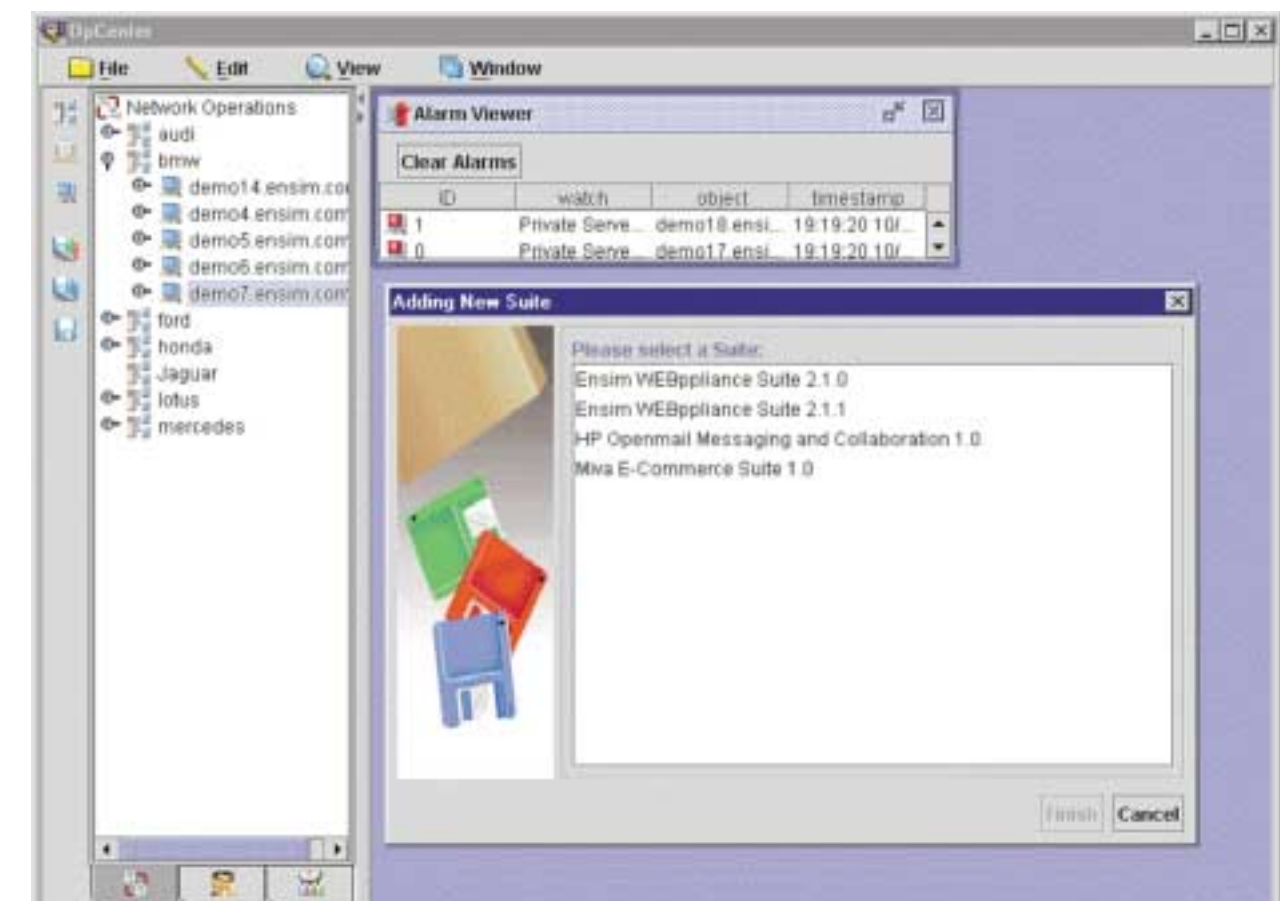 OpCenter
File Edit View Window
Network Operations
audi
bmw
demo14.ensim.co
demo4.ensim.com
demo5.ensim.com
demo6.ensim.com
demo7.ensim.com
ford
honda
Jaguar
lotus
mercedes
Alarm Viewer
Clear Alarms
ID watch object timestamp
1 Private Serve... demo18.ensi... 19:19:20 10/...
0 Private Serve... demo17.ensi... 19:19:20 10/...
Adding New Suite
Please select a Suite:
Ensim WEBppliance Suite 2.1.0
Ensim WEBppliance Suite 2.1.1
HP Openmail Messaging and Collaboration 1.0
Miva E-Commerce Suite 1.0
Finish Cancel